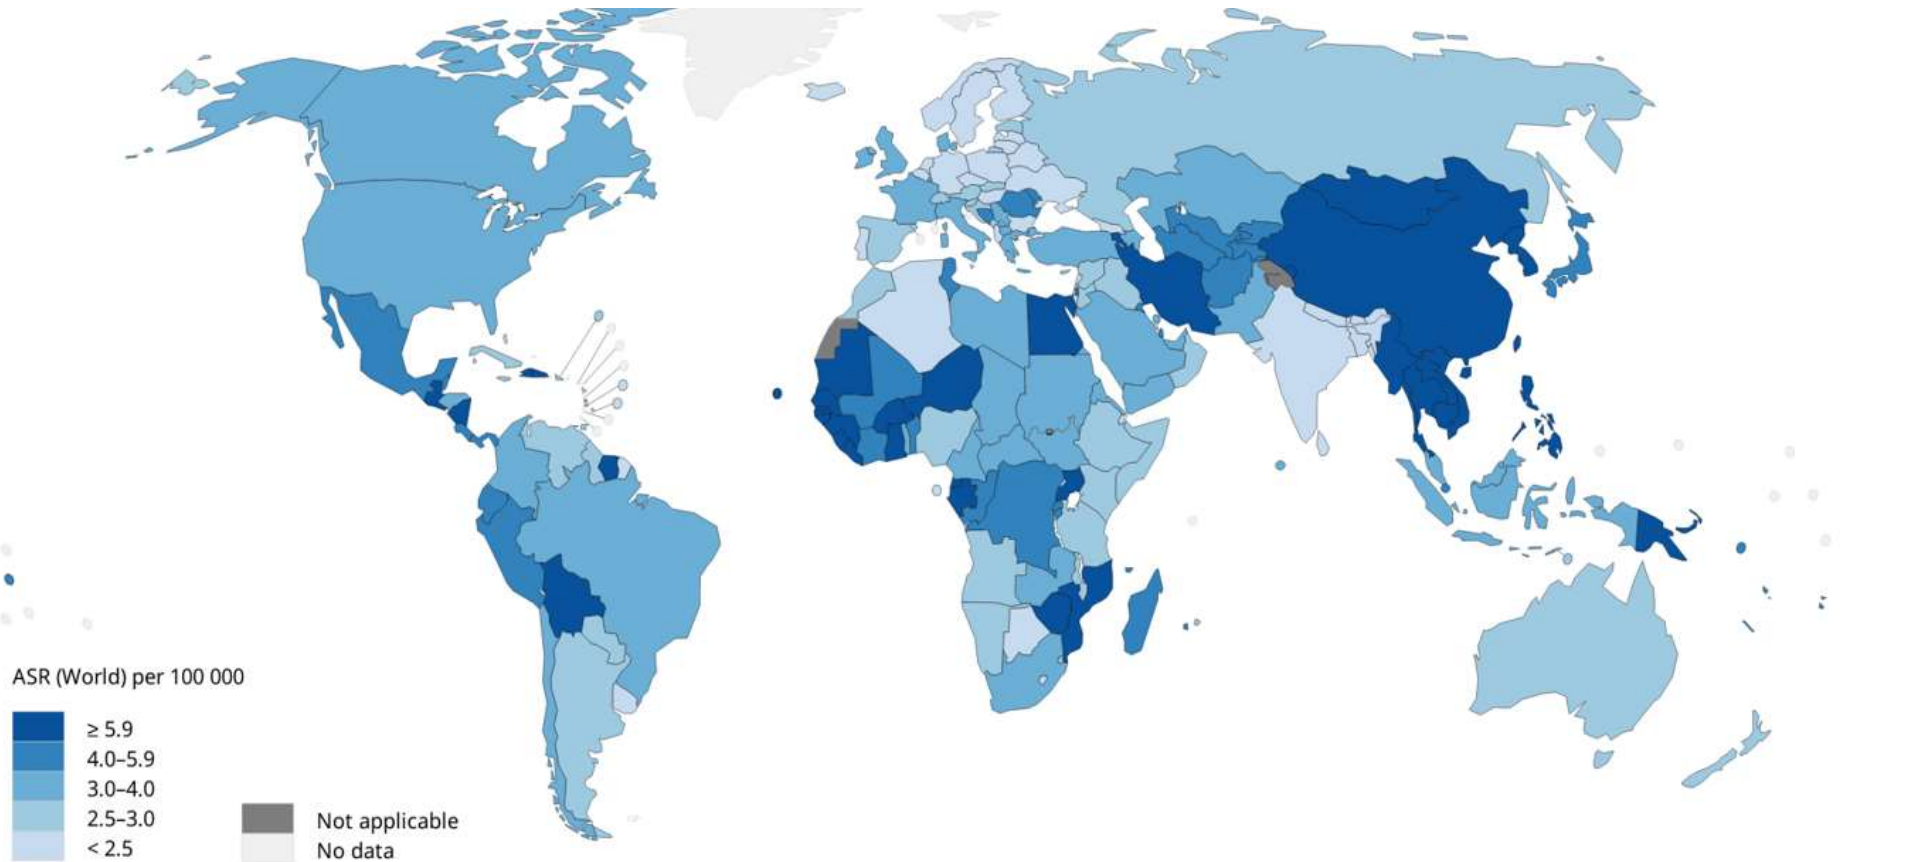 ASR (World) per 100 000
≥ 5.9
4.0–5.9
3.0–4.0
2.5–3.0
< 2.5
Not applicable
No data